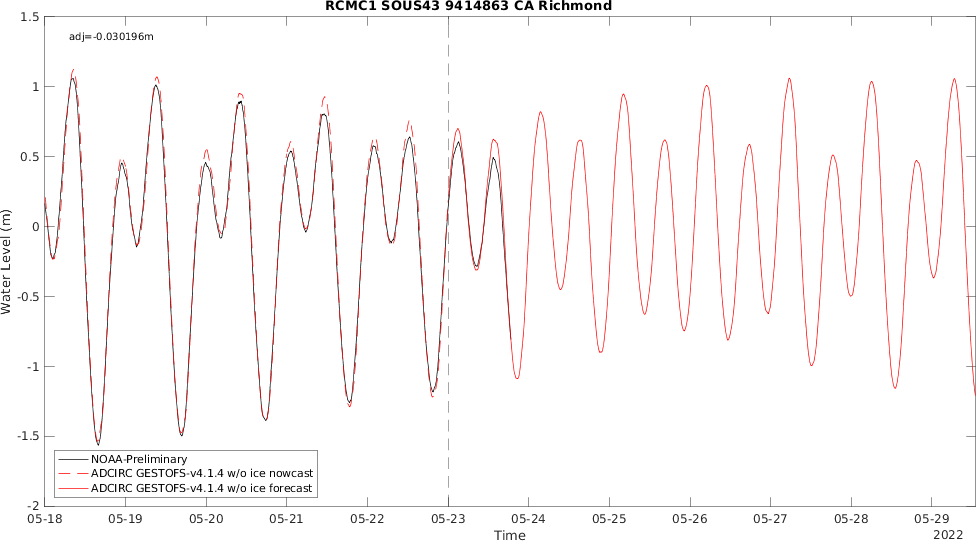 RCMC1 SOUS43 9414863 CA Richmond
adj=-0.030196m
1.5
1
0.5
0
-0.5
-1
-1.5
-2
Water Level (m)
NOAA-Preliminary
ADCIRC GESTOFS-v4.1.4 w/o ice nowcast
ADCIRC GESTOFS-v4.1.4 w/o ice forecast
05-18 05-19 05-20 05-21 05-22 05-23 05-24 05-25 05-26 05-27 05-28 05-29
Time
2022